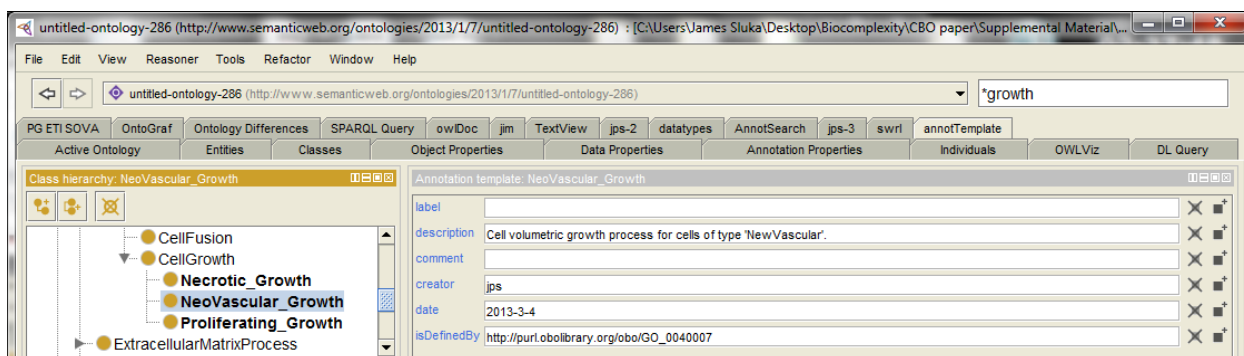 untitled-ontology-286 (http://www.semanticweb.org/ontologies/2013/1/7/untitled-ontology-286) : [C:\Users\James Sluka\Desktop\Biocomplexity\CBO paper\Supplemental Material\,...
File Edit View Reasoner Tools Refactor Window Help
untitled-ontology-286 (http://www.semanticweb.org/ontologies/2013/1/7/untitled-ontology-286) *growth
PG ETI SOVA OntoGraf Ontology Differences SPARQL Query owlDoc jim TextView jps-2 datatypes AnnotSearch jps-3 swrl annotTemplate
Active Ontology Entities Classes Object Properties Data Properties Annotation Properties Individuals OWLViz DL Query
Class hierarchy: NeoVascular_Growth
CellFusion
CellGrowth
Necrotic_Growth
NeoVascular_Growth
Proliferating_Growth
ExtracellularMatrixProcess
Annotation template: NeoVascular_Growth
label
description Cell volumetric growth process for cells of type 'NewVascular'.
comment
creator jps
date 2013-3-4
isDefinedBy http://purl.obolibrary.org/obo/GO_0040007